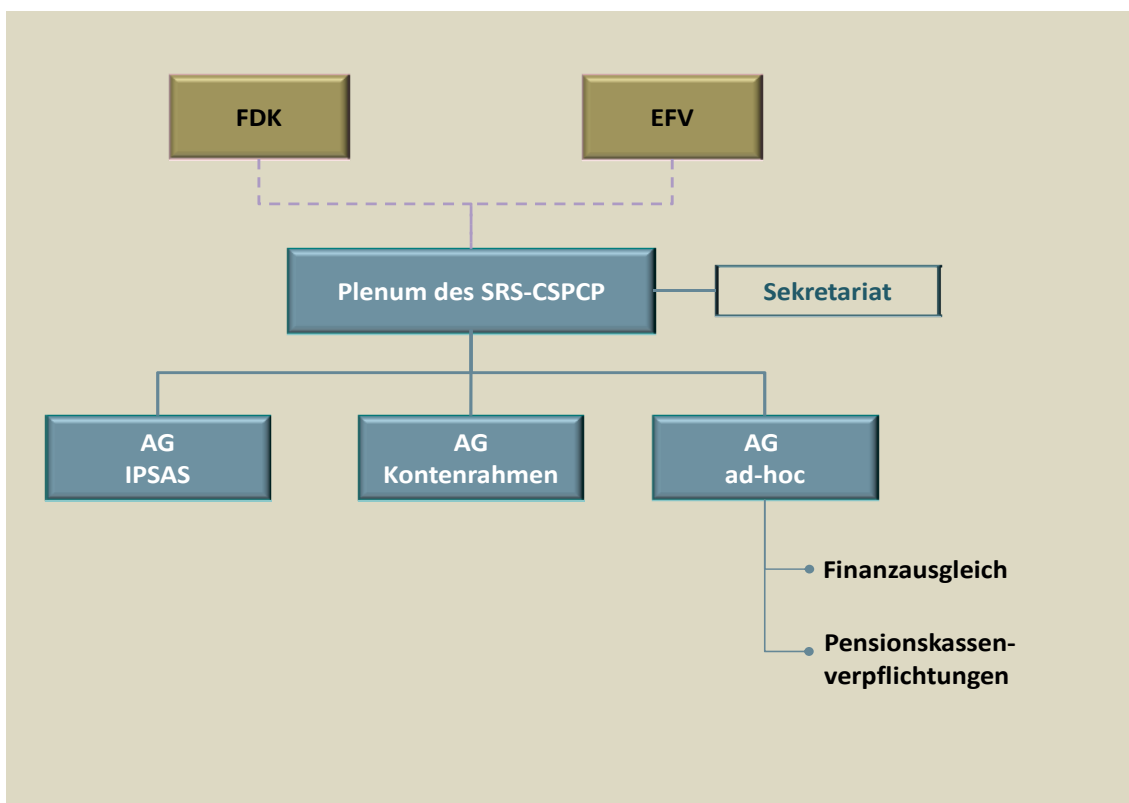 FDK
EFV
Plenum des SRS-CSPCP
Sekretariat
AG
IPSAS
AG
Kontenrahmen
AG
ad-hoc
Finanzausgleich
Pensionskassen-
verpflichtungen